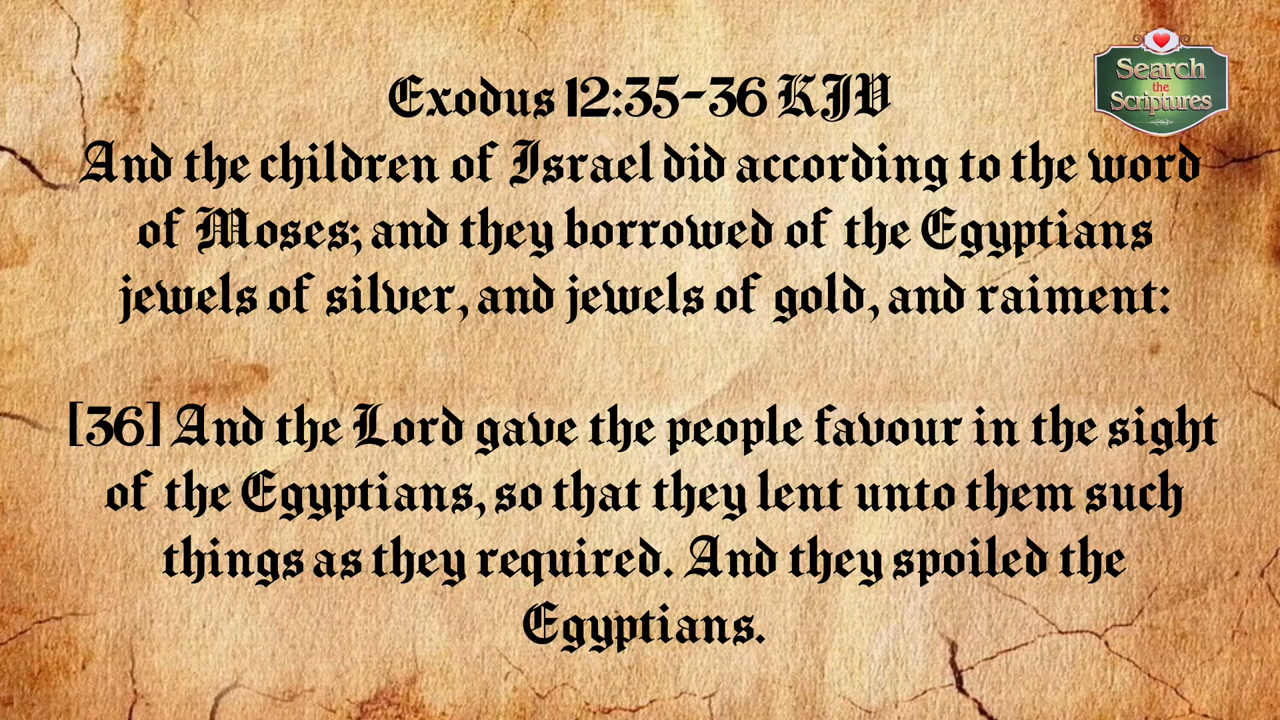 Search
the
Scriptures
Exodus 12:35-36 KJV
And the children of Israel did according to the word
of Moses; and they borrowed of the Egyptians
jewels of silver, and jewels of gold, and raiment:
[36] And the Lord gave the people favour in the sight
of the Egyptians, so that they lent unto them such
things as they required. And they spoiled the
Egyptians.